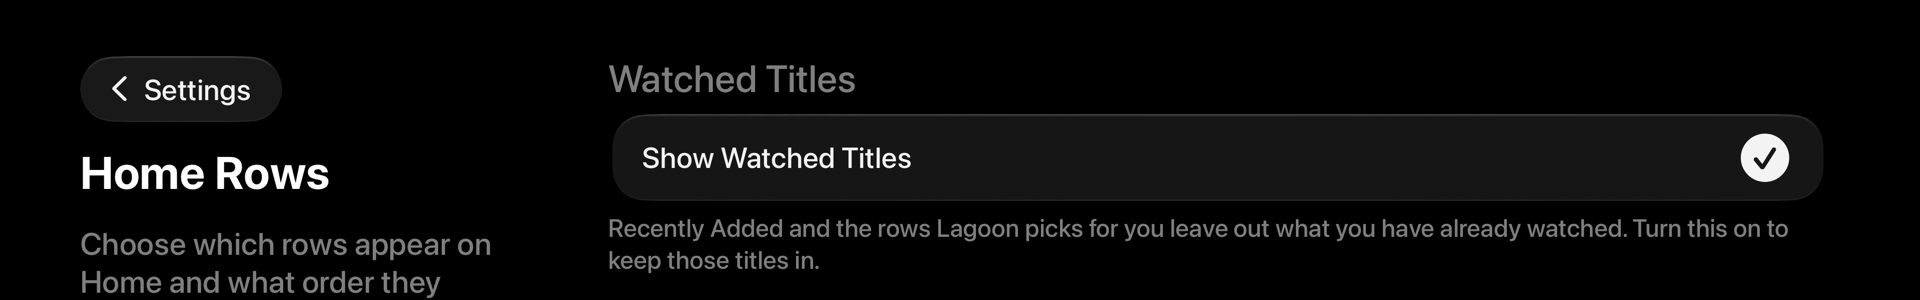 Settings
Home Rows
Choose which rows appear on
Home and what order they
Watched Titles
Show Watched Titles
Recently Added and the rows Lagoon picks for you leave out what you have already watched. Turn this on to
keep those titles in.